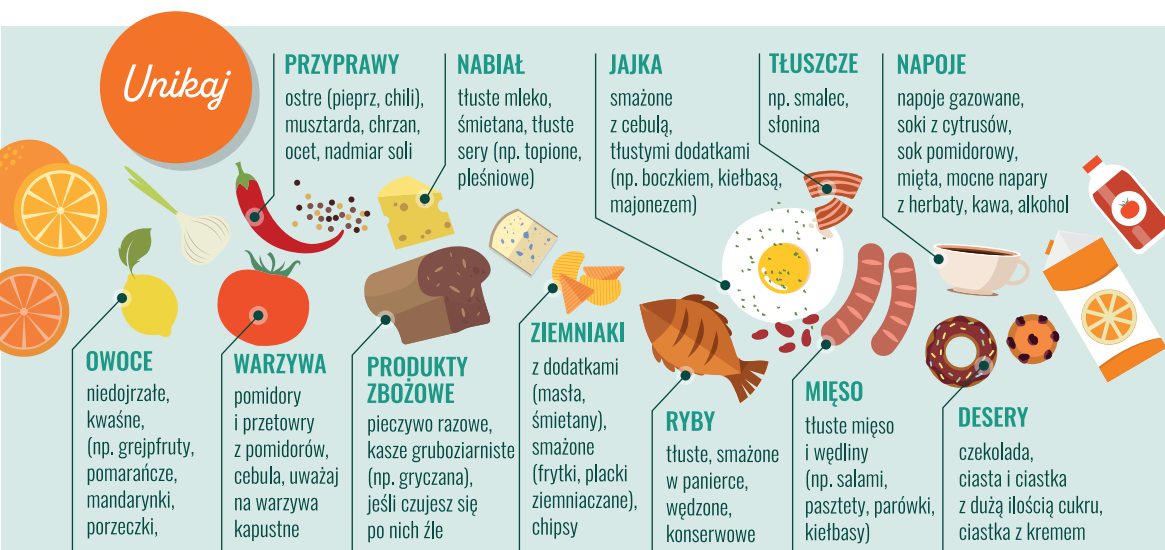 Unikaj
PRZYPRAWY
ostre (pieprz, chili),
musztarda, chrzan,
ocet, nadmiar soli
NABIAŁ
tłuste mleko,
śmietana, tłuste
sery (np. topione,
pleśniowe)
JAJKA
smażone
z cebulą,
tłustymi dodatkami
(np. boczkiem, kiełbasą,
majonezem)
TŁUSZCZE
np. smalec,
słonina
NAPOJE
napoje gazowane,
soki z cytrusów,
sok pomidorowy,
mięta, mocne napary
z herbaty, kawa, alkohol
OWOCE
niedojrzałe,
kwaśne,
(np. grejpfruty,
pomarańcze,
mandarynki,
porzeczki,
WARZYWA
pomidory
i przetowry
z pomidorów,
cebula, uważaj
na warzywa
kapustne
PRODUKTY
ZBOŻOWE
pieczywo razowe,
kasze gruboziarniste
(np. gryczana),
jeśli czujesz się
po nich źle
ZIEMNIAKI
z dodatkami
(masła,
śmietany),
smażone
(frytki, placki
ziemniaczane),
chipsy
RYBY
tłuste, smażone
w panierce,
wędzone,
konserwowe
MIĘSO
tłuste mięso
i wędliny
(np. salami,
pasztety, parówki,
kiełbasy)
DESERY
czekolada,
ciasta i ciastka
z dużą ilością cukru,
ciastka z kremem